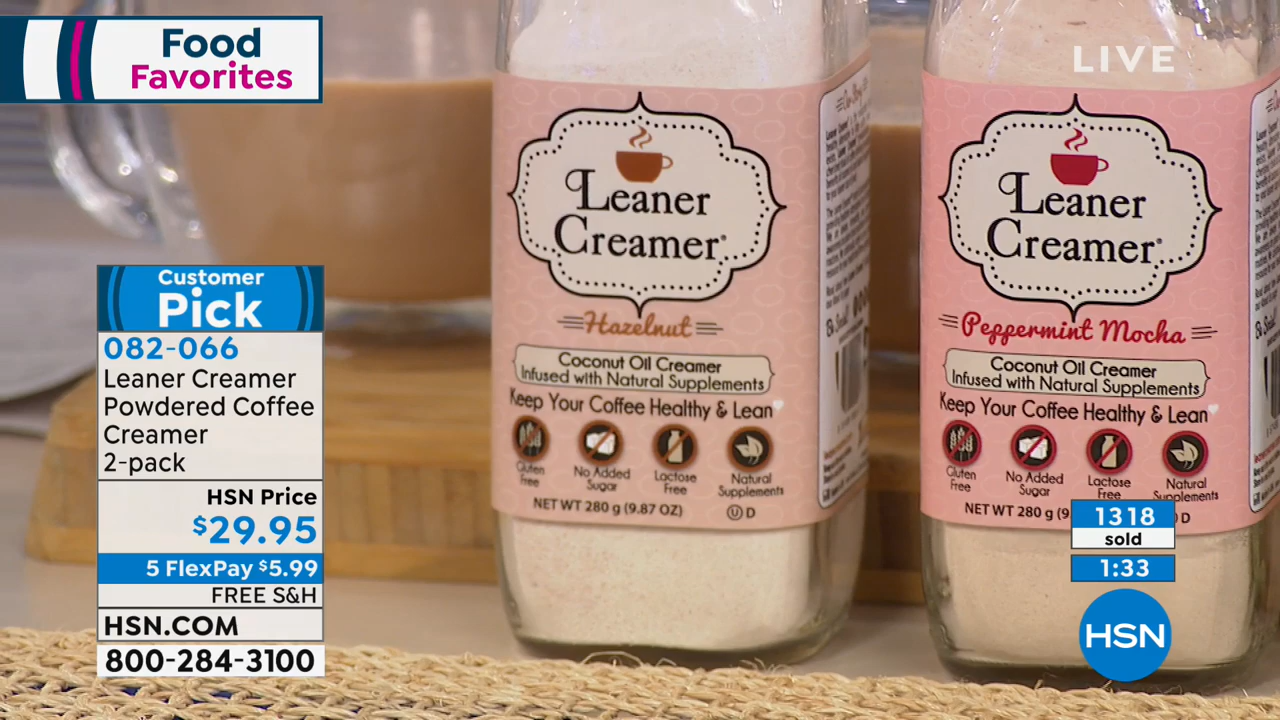 Food
Favorites
LIVE
Customer
Pick
082-066
Leaner Creamer
Powdered Coffee
Creamer
2-pack
HSN Price
$29.95
5 FlexPay $5.99
FREE S&H
HSN.COM
800-284-3100
Leaner
Creamer®
Hazelnut
Coconut Oil Creamer
Infused with Natural Supplements
Keep Your Coffee Healthy & Lean
Gluten
Free
No Added
Sugar
Lactose
Free
Natural
Supplements
NET WT 280 g (9.87 OZ)
Ⓤ D
Leaner
Creamer®
Peppermint Mocha
Coconut Oil Creamer
Infused with Natural Supplements
Keep Your Coffee Healthy & Lean
Gluten
Free
No Added
Sugar
Lactose
Free
Natural
Supplements
NET WT 280 g (9
D
1318
sold
1:33
HSN